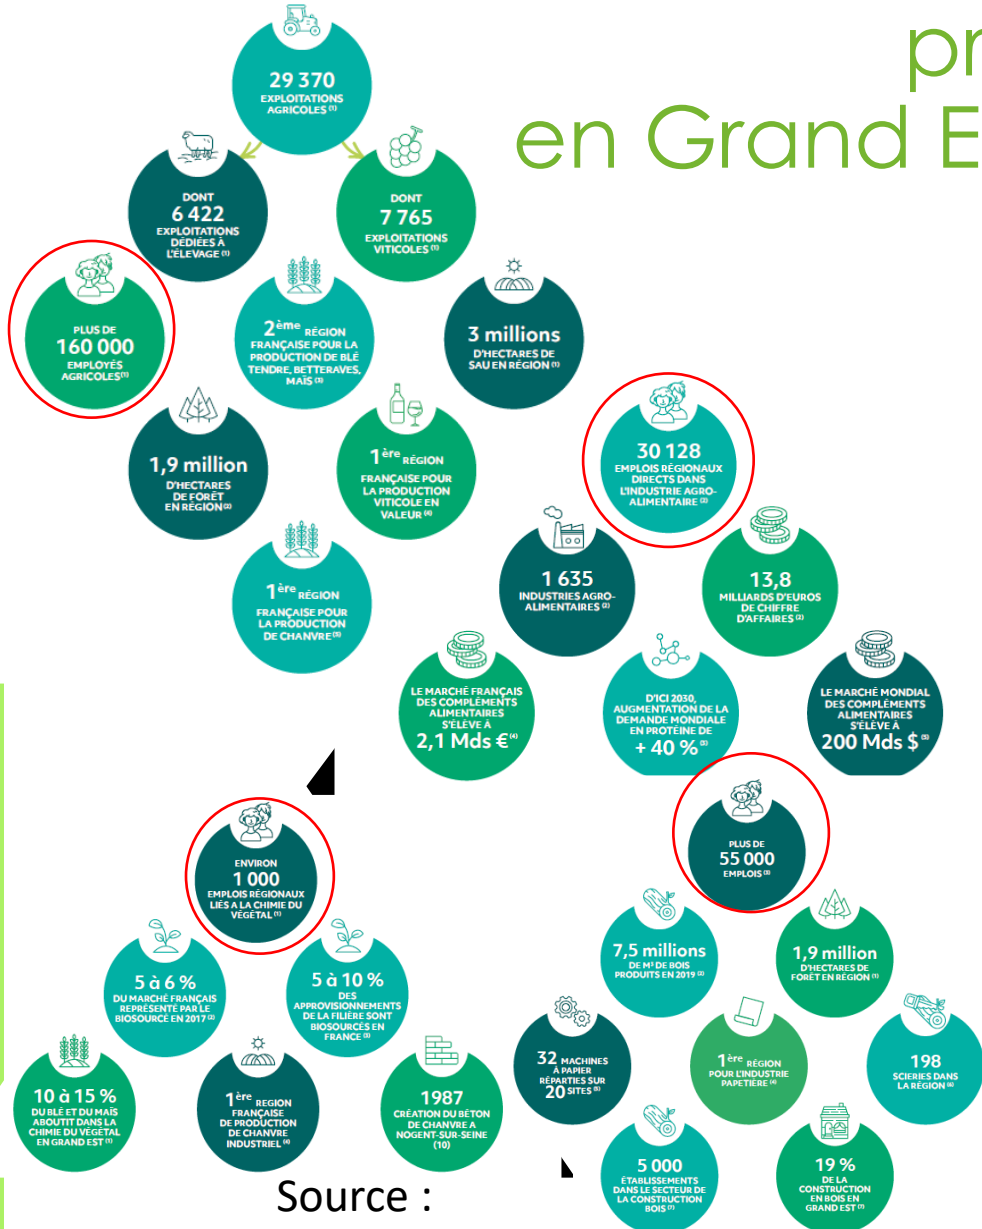 pr
en Grand E
29 370
EXPLOITATIONS
AGRICOLES (1)
DONT
6 422
EXPLOITATIONS
DÉDIÉES À
L'ÉLEVAGE (1)
DONT
7 765
EXPLOITATIONS
VITICOLES (1)
PLUS DE
160 000
EMPLOYÉS
AGRICOLES(1)
2ème RÉGION
FRANÇAISE POUR LA
PRODUCTION DE BLÉ
TENDRE, BETTERAVES,
MAÏS (3)
3 millions
D'HECTARES DE
SAU EN RÉGION (1)
1,9 million
D'HECTARES
DE FORÊT
EN RÉGION (2)
1ère RÉGION
FRANÇAISE POUR
LA PRODUCTION
VITICOLE EN
VALEUR (4)
1ère RÉGION
FRANÇAISE POUR
LA PRODUCTION
DE CHANVRE (5)
30 128
EMPLOIS RÉGIONAUX
DIRECTS DANS
L'INDUSTRIE AGRO-
ALIMENTAIRE (2)
1 635
INDUSTRIES AGRO-
ALIMENTAIRES (2)
13,8
MILLIARDS D'EUROS
DE CHIFFRE
D'AFFAIRES (2)
LE MARCHÉ FRANÇAIS
DES COMPLÉMENTS
ALIMENTAIRES
S'ÉLÈVE À
2,1 Mds € (4)
D'ICI 2030,
AUGMENTATION DE LA
DEMANDE MONDIALE
EN PROTÉINE DE
+ 40 % (5)
LE MARCHÉ MONDIAL
DES COMPLÉMENTS
ALIMENTAIRES
S'ÉLÈVE À
200 Mds $ (5)
ENVIRON
1 000
EMPLOIS RÉGIONAUX
LIÉS A LA CHIMIE DU
VÉGÉTAL (1)
5 à 6 %
DU MARCHÉ FRANÇAIS
REPRÉSENTÉ PAR LE
BIOSOURCÉ EN 2017 (2)
5 à 10 %
DES
APPROVISIONNEMENTS
DE LA FILIÈRE SONT
BIOSOURCÉS EN
FRANCE (3)
10 à 15 %
DU BLÉ ET DU MAÏS
ABOUTIT DANS LA
CHIMIE DU VÉGÉTAL
EN GRAND EST (1)
1ère REGION
FRANÇAISE
DE PRODUCTION
DE CHANVRE
INDUSTRIEL (4)
1987
CRÉATION DU BÉTON
DE CHANVRE A
NOGENT-SUR-SEINE
(10)
PLUS DE
55 000
EMPLOIS (3)
7,5 millions
DE M³ DE BOIS
PRODUITS EN 2019 (2)
1,9 million
D'HECTARES DE
FORÊT EN RÉGION (1)
32 MACHINES
À PAPIER
RÉPARTIES SUR
20 SITES (5)
1ère RÉGION
POUR L'INDUSTRIE
PAPETIÈRE (4)
198
SCIERIES DANS
LA RÉGION (6)
5 000
ÉTABLISSEMENTS
DANS LE SECTEUR DE
LA CONSTRUCTION
BOIS (7)
19 %
DE LA
CONSTRUCTION
EN BOIS EN
GRAND EST (7)
Source :